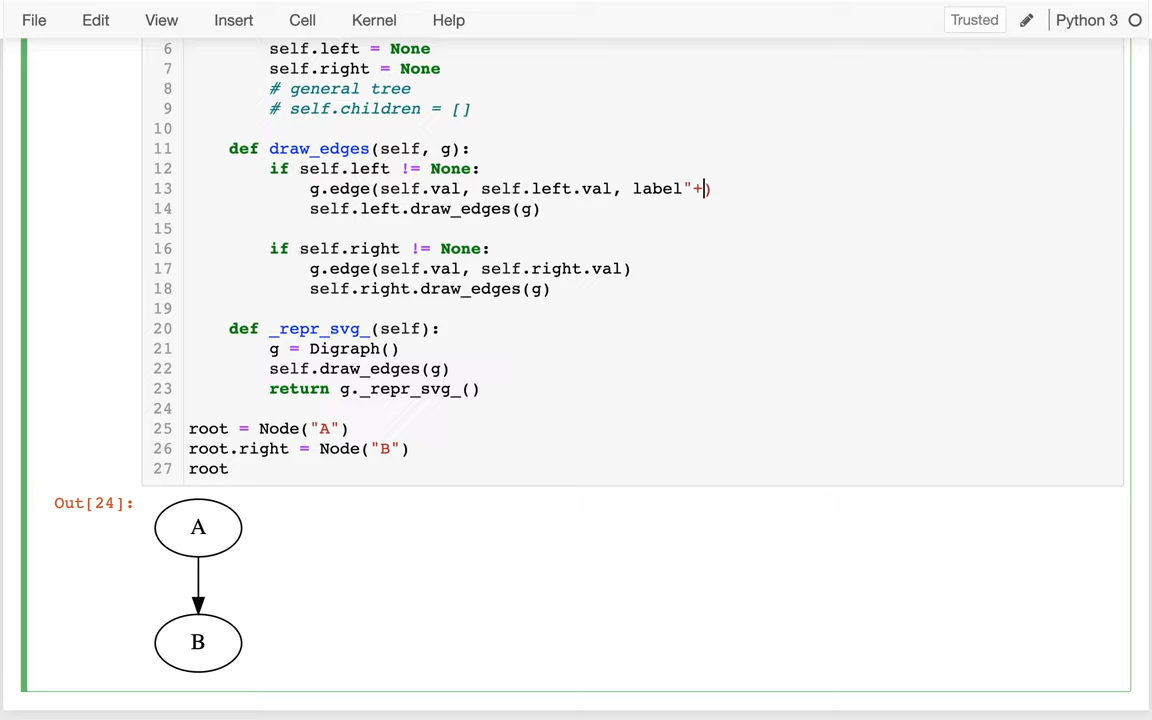 File Edit View Insert Cell Kernel Help Trusted Python 3
6 self.left = None
7 self.right = None
8 # general tree
9 # self.children = []
10
11 def draw_edges(self, g):
12 if self.left != None:
13 g.edge(self.val, self.left.val, label"+)
14 self.left.draw_edges(g)
15
16 if self.right != None:
17 g.edge(self.val, self.right.val)
18 self.right.draw_edges(g)
19
20 def _repr_svg_(self):
21 g = Digraph()
22 self.draw_edges(g)
23 return g._repr_svg_()
24
25 root = Node("A")
26 root.right = Node("B")
27 root
Out[24]:
A
B